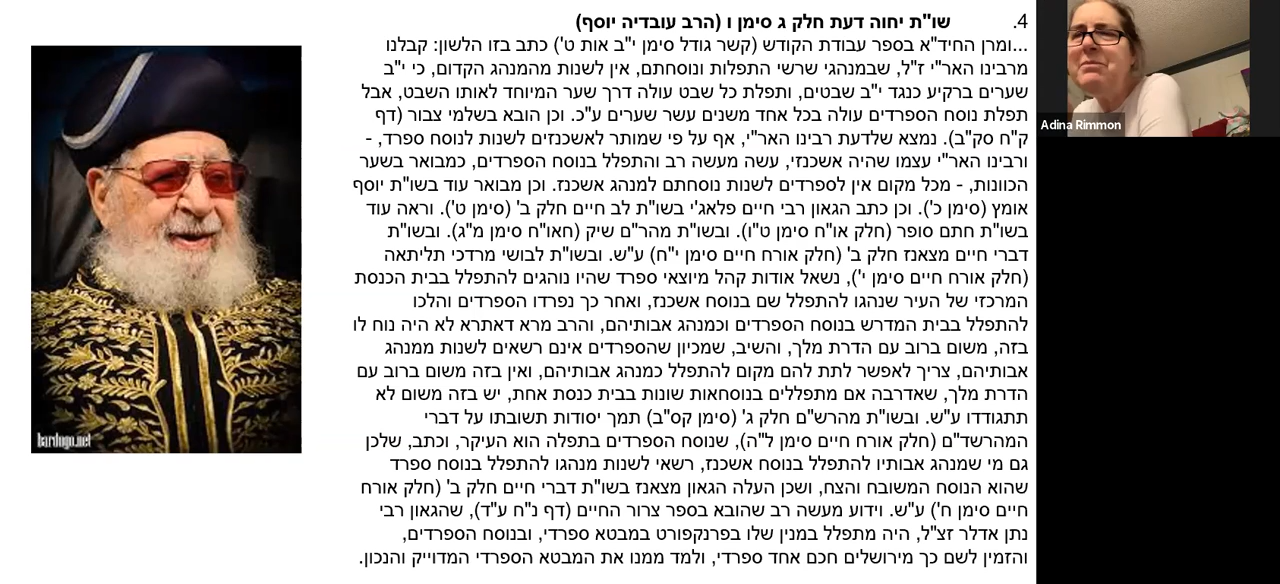 4. שו"ת יחוה דעת חלק ג סימן ו (הרב עובדיה יוסף)
...ומרן החיד"א בספר עבודת הקודש (קשר גודל סימן י"ב אות ט') כתב בזו הלשון: קבלנו
מרבינו האר"י ז"ל, שבמנהגי שרשי התפלות ונוסחתם, אין לשנות מהמנהג הקדום, כי י"ב
שערים ברקיע כנגד י"ב שבטים, ותפלת כל שבט עולה דרך שער המיוחד לאותו השבט, אבל
תפלת נוסח הספרדים עולה בכל אחד משנים עשר שערים ע"כ. וכן הובא בשלמי צבור (דף
ק"ח סק"ב). נמצא שלדעת רבינו האר"י, אף על פי שמותר לאשכנזים לשנות לנוסח ספרד, -
ורבינו האר"י עצמו שהיה אשכנזי, עשה מעשה רב והתפלל בנוסח הספרדים, כמבואר בשער
הכוונות, - מכל מקום אין לספרדים לשנות נוסחתם למנהג אשכנז. וכן מבואר עוד בשו"ת יוסף
אומץ (סימן כ'). וכן כתב הגאון רבי חיים פלאג'י בשו"ת לב חיים חלק ב' (סימן ט'). וראה עוד
בשו"ת חתם סופר (חלק או"ח סימן ט"ו). ובשו"ת מהר"ם שיק (חאו"ח סימן מ"ג). ובשו"ת
דברי חיים מצאנז חלק ב' (חלק אורח חיים סימן י"ח) ע"ש. ובשו"ת לבושי מרדכי תליתאה
(חלק אורח חיים סימן י'), נשאל אודות קהל מיוצאי ספרד שהיו נוהגים להתפלל בבית הכנסת
המרכזי של העיר שנהגו להתפלל שם בנוסח אשכנז, ואחר כך נפרדו הספרדים והלכו
להתפלל בבית המדרש בנוסח הספרדים וכמנהג אבותיהם, והרב מרא דאתרא לא היה נוח לו
בזה, משום ברוב עם הדרת מלך, והשיב, שמכיון שהספרדים אינם רשאים לשנות ממנהג
אבותיהם, צריך לאפשר לתת להם מקום להתפלל כמנהג אבותיהם, ואין בזה משום ברוב עם
הדרת מלך, שאדרבה אם מתפללים בנוסחאות שונות בבית כנסת אחת, יש בזה משום לא
תתגודדו ע"ש. ובשו"ת מהרש"ם חלק ג' (סימן קס"ב) תמך יסודות תשובתו על דברי
המהרשד"ם (חלק אורח חיים סימן ל"ה), שנוסח הספרדים בתפלה הוא העיקר, וכתב, שלכן
גם מי שמנהג אבותיו להתפלל בנוסח אשכנז, רשאי לשנות מנהגו להתפלל בנוסח ספרד
שהוא הנוסח המשובח והצח, ושכן העלה הגאון מצאנז בשו"ת דברי חיים חלק ב' (חלק אורח
חיים סימן ח') ע"ש. וידוע מעשה רב שהובא בספר צרור החיים (דף נ"ח ע"ד), שהגאון רבי
נתן אדלר זצ"ל, היה מתפלל במנין שלו בפרנקפורט במבטא ספרדי, ובנוסח הספרדים,
והזמין לשם כך מירושלים חכם אחד ספרדי, ולמד ממנו את המבטא הספרדי המדוייק והנכון.
bardugo.net
Adina Rimmon